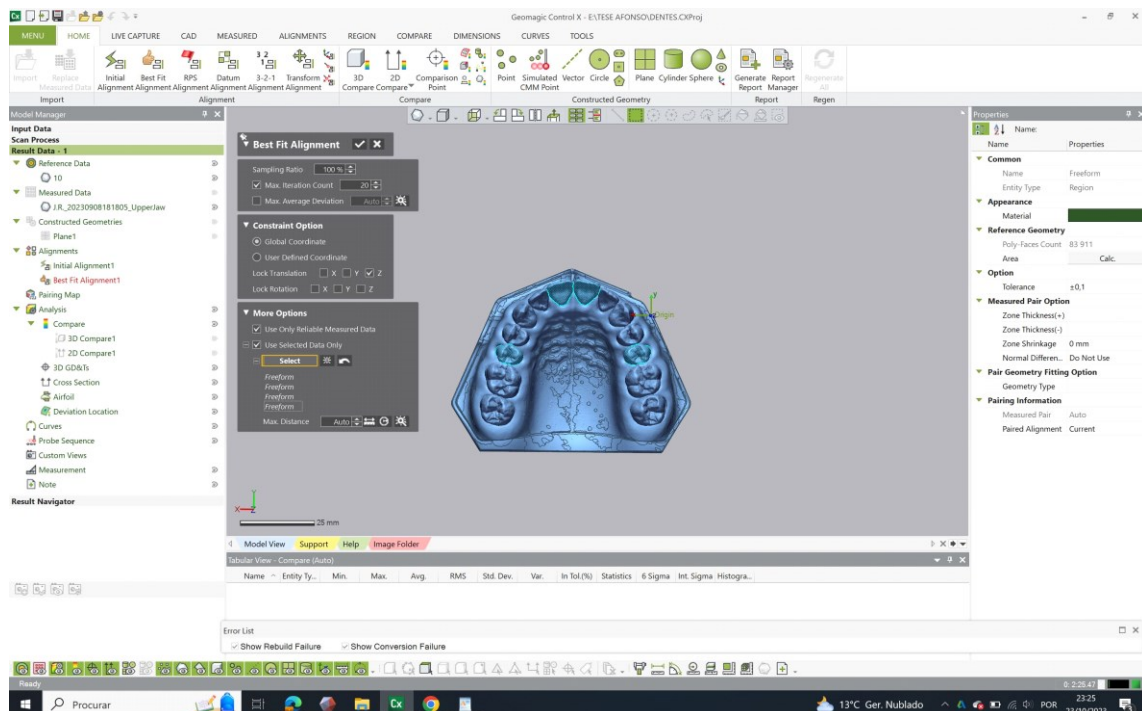 Geomagic Control X - E:\TESE AFONSO\DENTES.CXProj
MENU HOME LIVE CAPTURE CAD MEASURED ALIGNMENTS REGION COMPARE DIMENSIONS CURVES TOOLS
Import Replace Measured Data
Initial Alignment Best Fit Alignment RPS Alignment Datum Alignment 3-2-1 Alignment Transform Alignment
3D Compare 2D Compare Comparison Point
Point Simulated CMM Point Vector Circle Plane Cylinder Sphere
Generate Report Report Manager Regenerate All
Import Alignment Compare Constructed Geometry Report Regen
Model Manager
Input Data
Scan Process
Result Data - 1
Reference Data
10
Measured Data
J.R._20230908181805_UpperJaw
Constructed Geometries
Plane1
Alignments
Initial Alignment1
Best Fit Alignment1
Pairing Map
Analysis
Compare
3D Compare1
2D Compare1
3D GD&Ts
Cross Section
Airfoil
Deviation Location
Curves
Probe Sequence
Custom Views
Measurement
Note
Result Navigator
Best Fit Alignment
Sampling Ratio 100 %
Max. Iteration Count 20
Max. Average Deviation Auto
Constraint Option
Global Coordinate
User Defined Coordinate
Lock Translation X Y Z
Lock Rotation X Y Z
More Options
Use Only Reliable Measured Data
Use Selected Data Only
Select
Freeform
Freeform
Freeform
Freeform
Max. Distance Auto
Y
Origin
Y
X Z
25 mm
Model View Support Help Image Folder
Tabular View - Compare (Auto)
Name Entity Ty... Min. Max. Avg. RMS Std. Dev. Var. In Tol.(%) Statistics 6 Sigma Int. Sigma Histogra...
Error List
Show Rebuild Failure Show Conversion Failure
Properties
Name:
Name Properties
Common
Name Freeform
Entity Type Region
Appearance
Material
Reference Geometry
Poly-Faces Count 83 911
Area Calc.
Option
Tolerance ±0,1
Measured Pair Option
Zone Thickness(+)
Zone Thickness(-)
Zone Shrinkage 0 mm
Normal Differen... Do Not Use
Pair Geometry Fitting Option
Geometry Type
Pairing Information
Measured Pair Auto
Paired Alignment Current
Ready
0: 2:25.47
Procurar
13°C Ger. Nublado
POR
23:25
23/10/2023